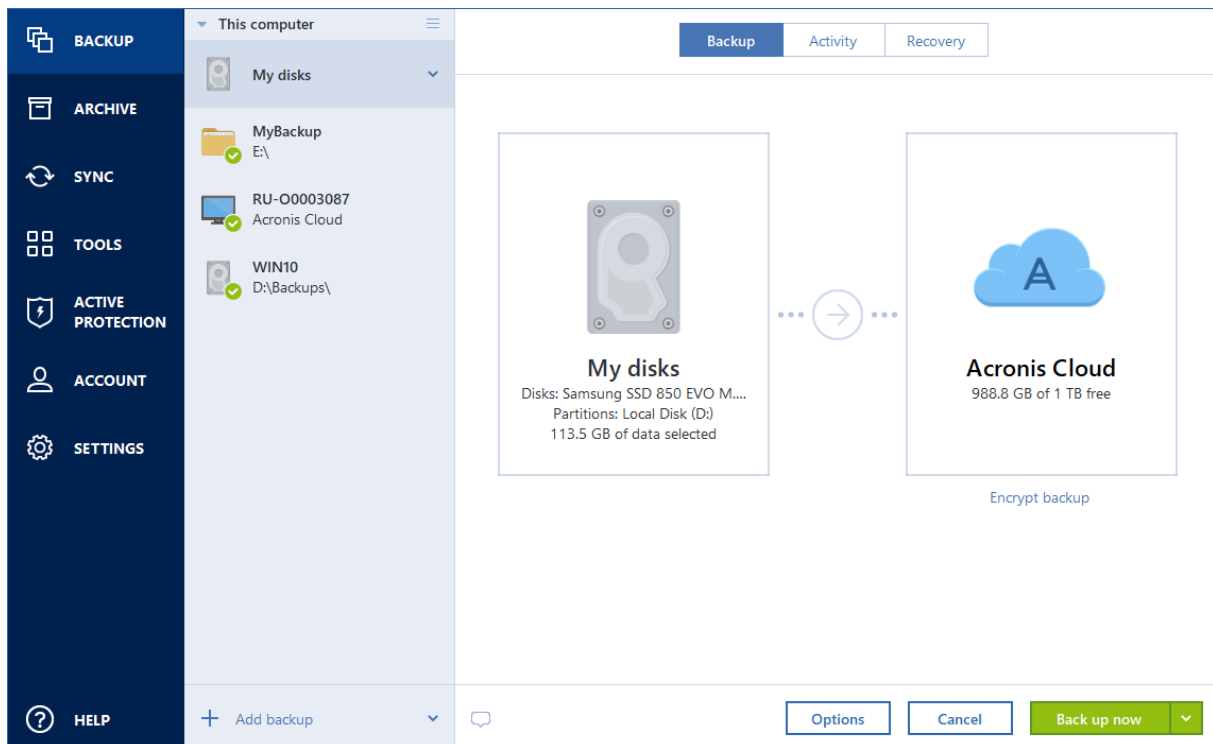 BACKUP
ARCHIVE
SYNC
TOOLS
ACTIVE
PROTECTION
ACCOUNT
SETTINGS
HELP
This computer
My disks
MyBackup
E:\
RU-O0003087
Acronis Cloud
WIN10
D:\Backups\
Add backup
Backup
Activity
Recovery
My disks
Disks: Samsung SSD 850 EVO M....
Partitions: Local Disk (D:)
113.5 GB of data selected
A
Acronis Cloud
988.8 GB of 1 TB free
Encrypt backup
Options
Cancel
Back up now